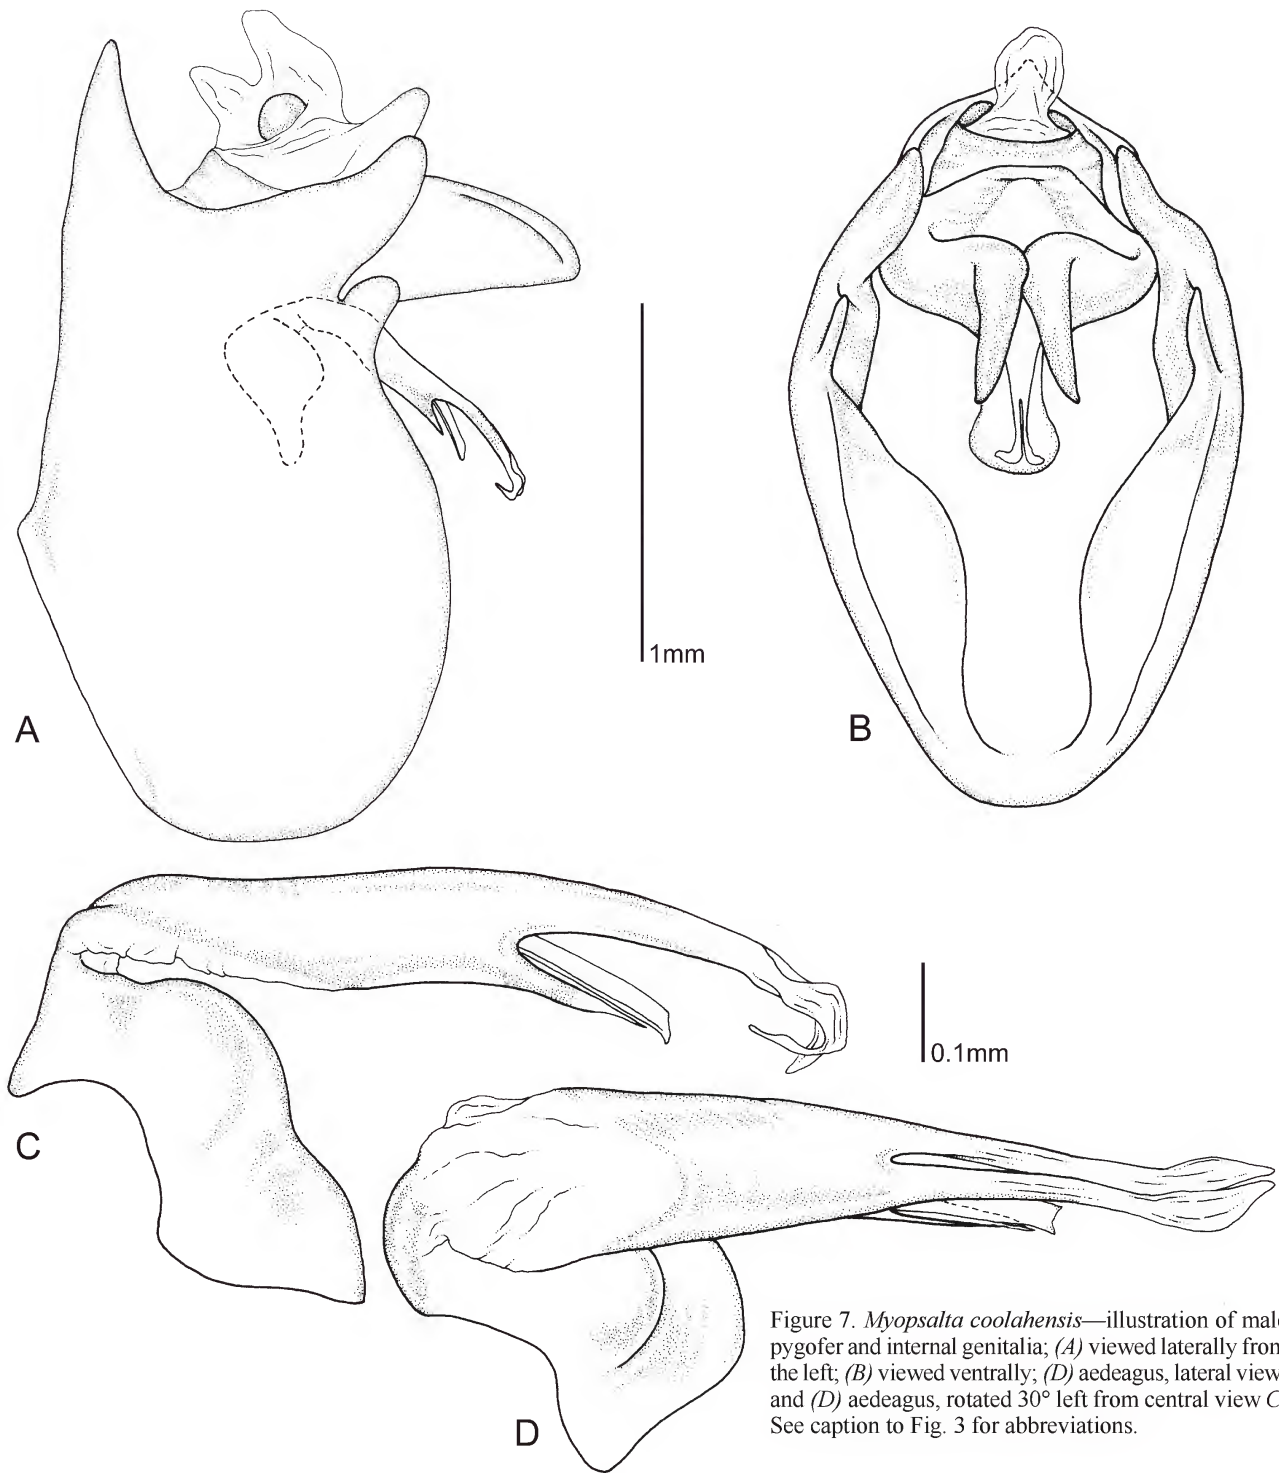 1mm
A
B
0.1mm
C
D
Figure 7. Myopsalta coolahensis—illustration of male
pygofer and internal genitalia; (A) viewed laterally from
the left; (B) viewed ventrally; (D) aedeagus, lateral view
and (D) aedeagus, rotated 30° left from central view C
See caption to Fig. 3 for abbreviations.